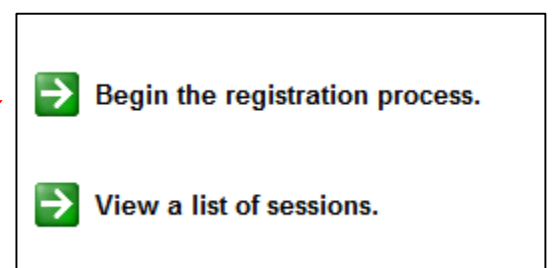 Begin the registration process.
View a list of sessions.